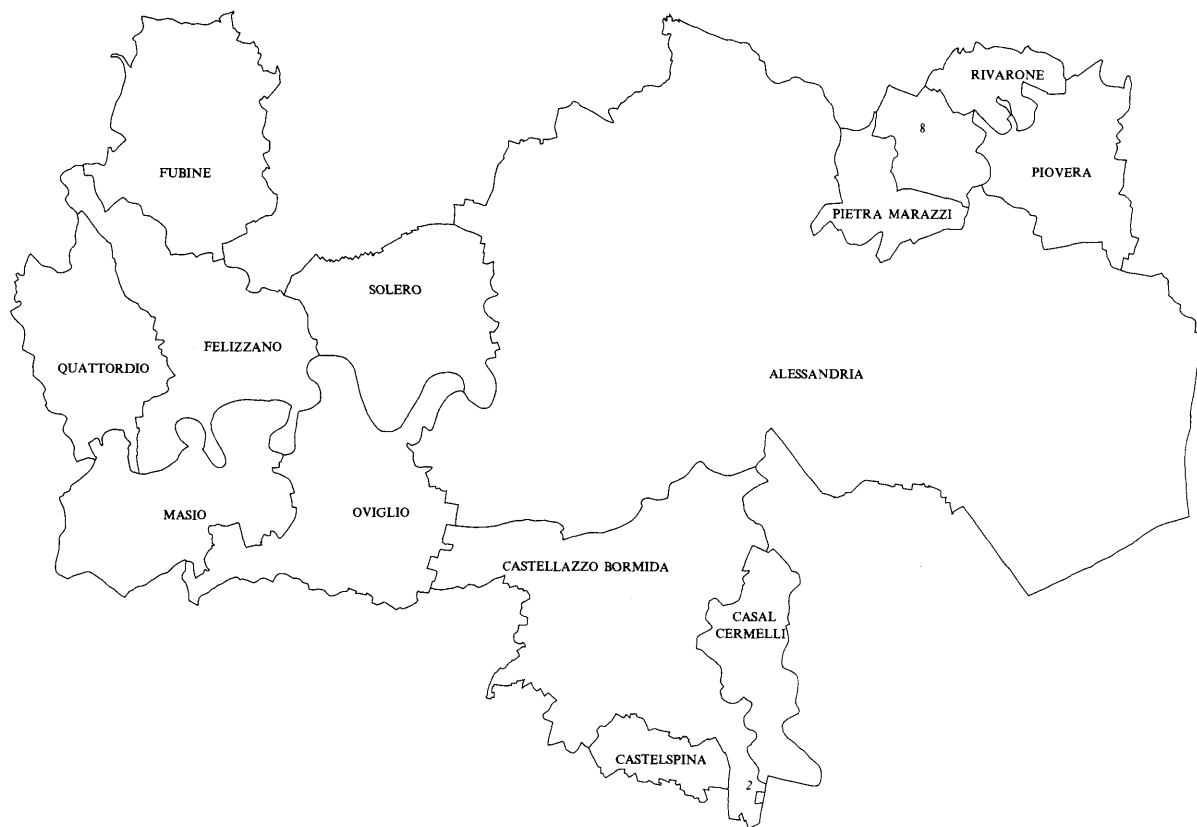 RIVARONE
8
FUBINE
PIOVERA
PIETRA MARAZZI
SOLERO
FELIZZANO
QUATTORDIO
ALESSANDRIA
MASIO
OVIGLIO
CASTELLAZZO BORMIDA
CASAL
CERMELLI
CASTELSPINA
2